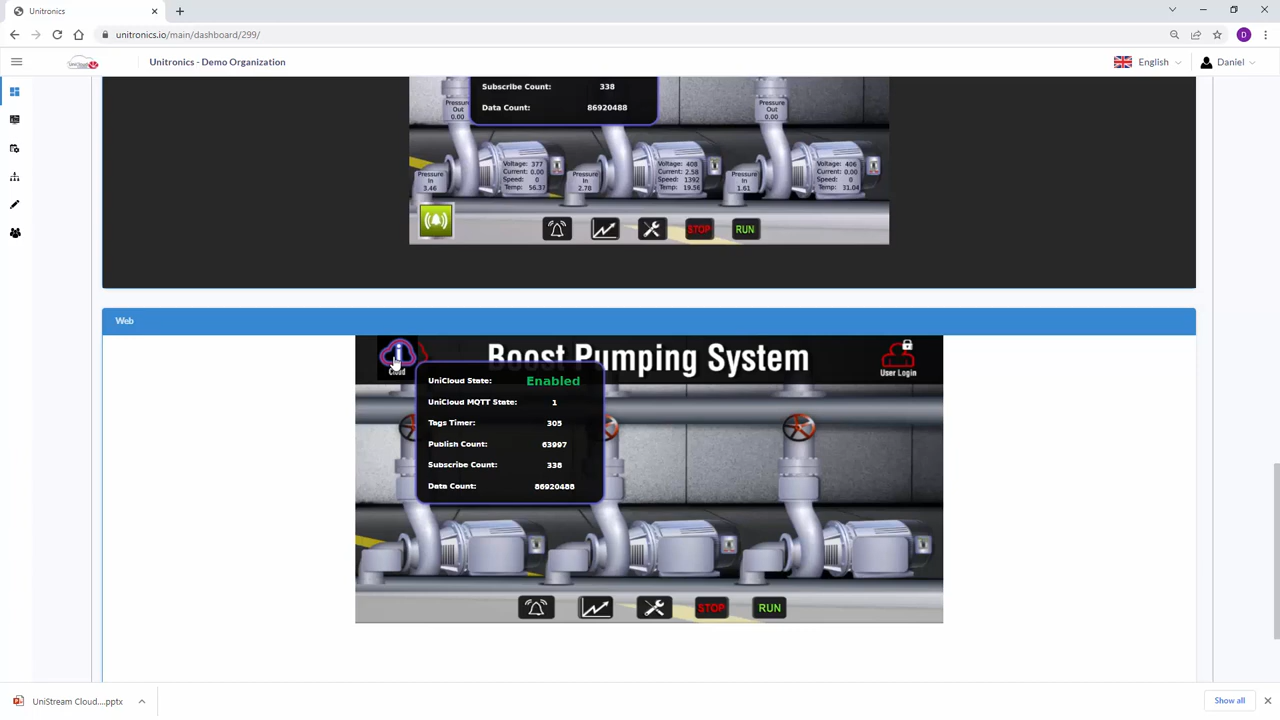 Unitronics
unitronics.io/main/dashboard/299/
D
UniCloud
Unitronics - Demo Organization
English
Daniel
Subscribe Count: 338
Data Count: 86920488
Pressure Out 0.00
Pressure Out 0.00
Pressure In 3.46
Voltage: 377
Current: 0.00
Speed: 0
Temp: 56.37
Pressure In 2.78
Voltage: 408
Current: 2.58
Speed: 1392
Temp: 19.56
Pressure In 1.61
Voltage: 406
Current: 0.00
Speed: 0
Temp: 31.04
STOP
RUN
Web
Boost Pumping System
Cloud
User Login
UniCloud State: Enabled
UniCloud MQTT State: 1
Tags Timer: 305
Publish Count: 63997
Subscribe Count: 338
Data Count: 86920488
STOP
RUN
UniStream Cloud....pptx
Show all